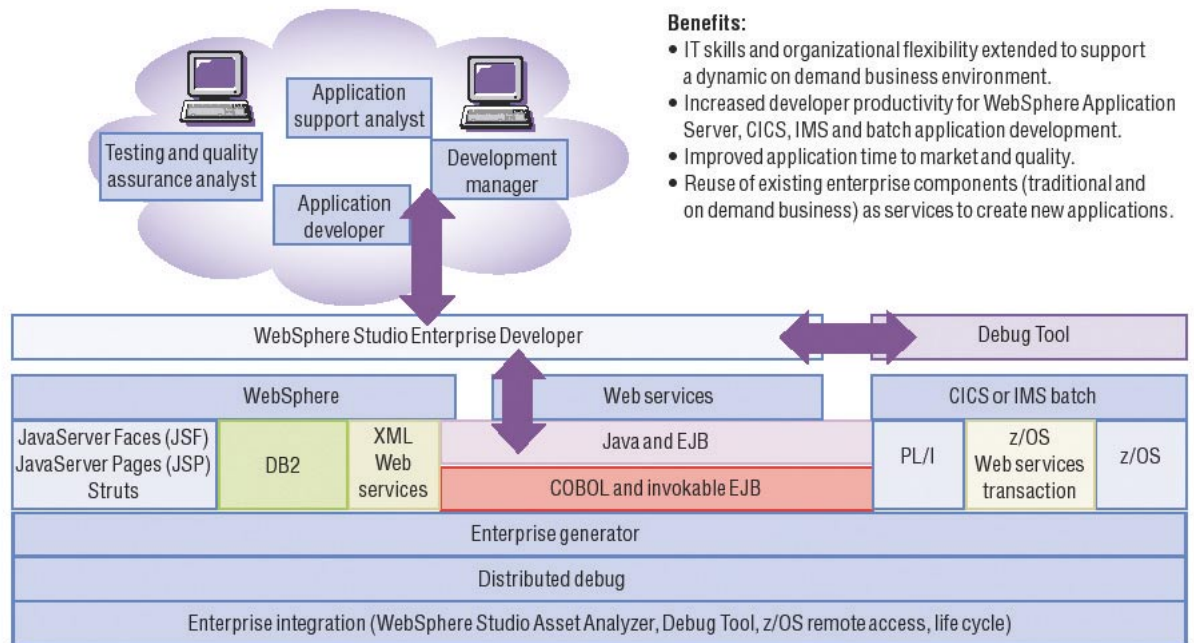 Benefits:
• IT skills and organizational flexibility extended to support
a dynamic on demand business environment.
• Increased developer productivity for WebSphere Application
Server, CICS, IMS and batch application development.
• Improved application time to market and quality.
• Reuse of existing enterprise components (traditional and
on demand business) as services to create new applications.
Application
support analyst
Testing and quality
assurance analyst
Development
manager
Application
developer
WebSphere Studio Enterprise Developer
Debug Tool
WebSphere
Web services
CICS or IMS batch
JavaServer Faces (JSF)
JavaServer Pages (JSP)
Struts
DB2
XML
Web
services
Java and EJB
COBOL and invokable EJB
PL/I
z/OS
Web services
transaction
z/OS
Enterprise generator
Distributed debug
Enterprise integration (WebSphere Studio Asset Analyzer, Debug Tool, z/OS remote access, life cycle)